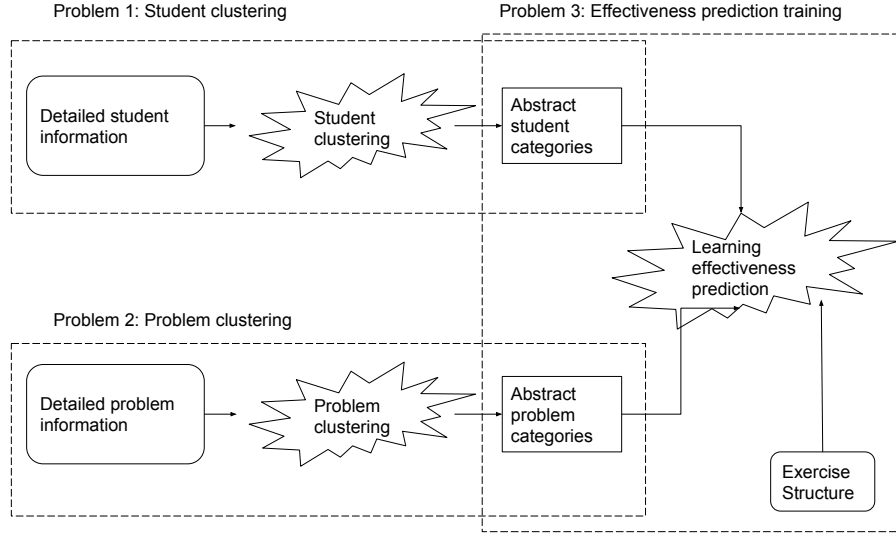 Problem 1: Student clustering
Problem 3: Effectiveness prediction training
Detailed student
information
Student
clustering
Abstract
student
categories
Learning
effectiveness
prediction
Problem 2: Problem clustering
Detailed problem
information
Problem
clustering
Abstract
problem
categories
Exercise
Structure